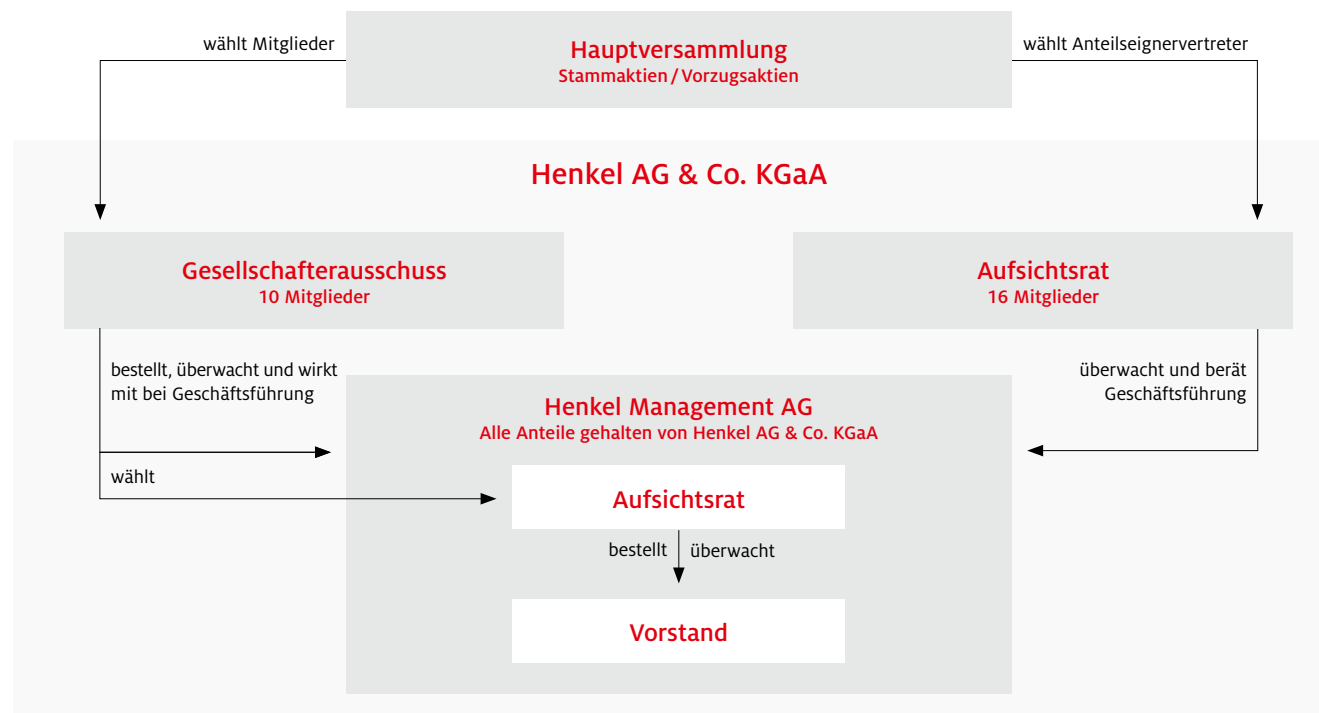 wählt Mitglieder
Hauptversammlung
Stammaktien / Vorzugsaktien
wählt Anteilseignervertreter
Henkel AG & Co. KGaA
Gesellschafterausschuss
10 Mitglieder
Aufsichtsrat
16 Mitglieder
bestellt, überwacht und wirkt
mit bei Geschäftsführung
überwacht und berät
Geschäftsführung
Henkel Management AG
Alle Anteile gehalten von Henkel AG & Co. KGaA
wählt
Aufsichtsrat
bestellt
überwacht
Vorstand